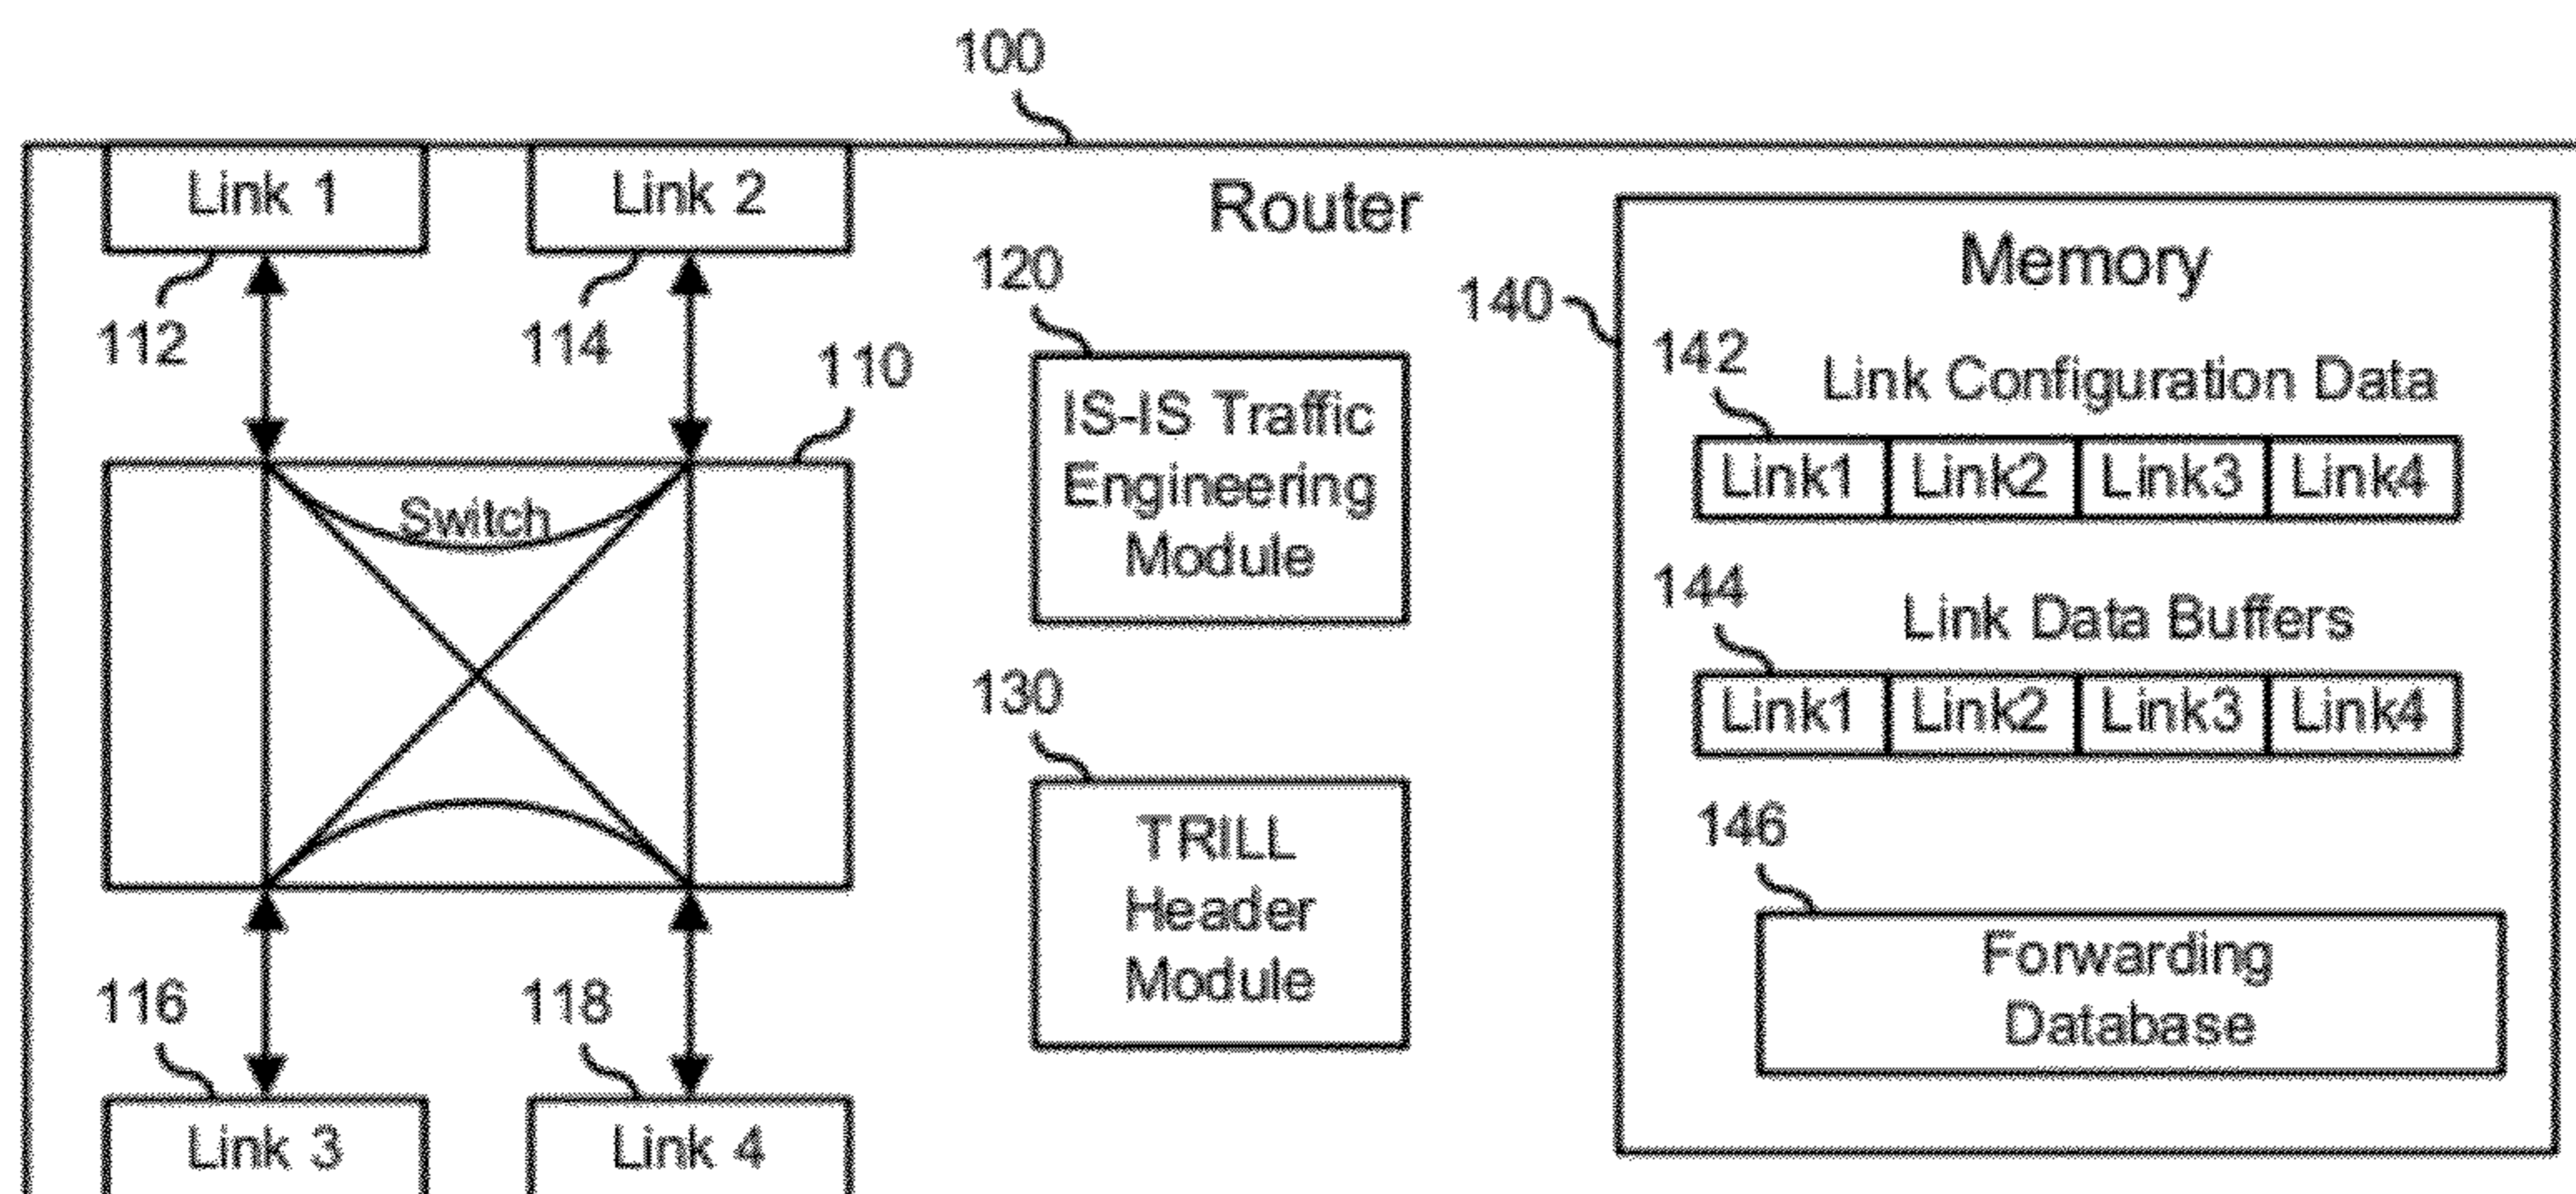 100
Link 1
Link 2
Router
112
114
120
140
Memory
110
IS-IS Traffic
Engineering
Module
142
Link Configuration Data
Link1 Link2 Link3 Link4
Switch
144
Link Data Buffers
Link1 Link2 Link3 Link4
130
TRILL
Header
Module
146
Forwarding
Database
116
118
Link 3
Link 4